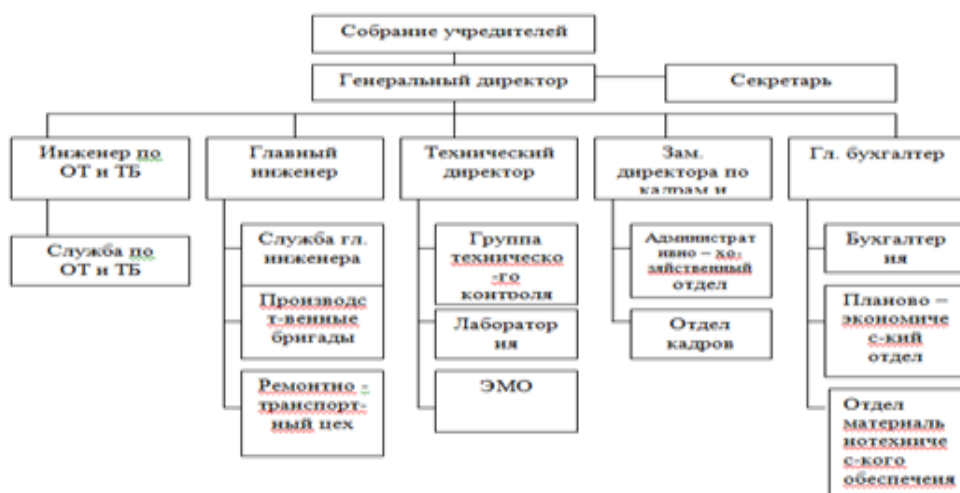 Собрание учредителей
Генеральный директор
Секретарь
Инженер по
ОТ и ТБ
Главный
инженер
Технический
директор
Зам.
директора по
кадрам и
Гл. бухгалтер
Служба по
ОТ и ТБ
Служба гл.
инженера
Производс
т-венные
бригады
Ремонтно -
транспорт-
ный цех
Группа
техническо
-го
контроля
Лаборатор
ия
ЭМО
Администрат
ивно – хо-
зяйственный
отдел
Отдел
кадров
Бухгалтер
ия
Планово –
экономиче
с-кий
отдел
Отдел
материаль
нотехниче
с-кого
обеспечеия